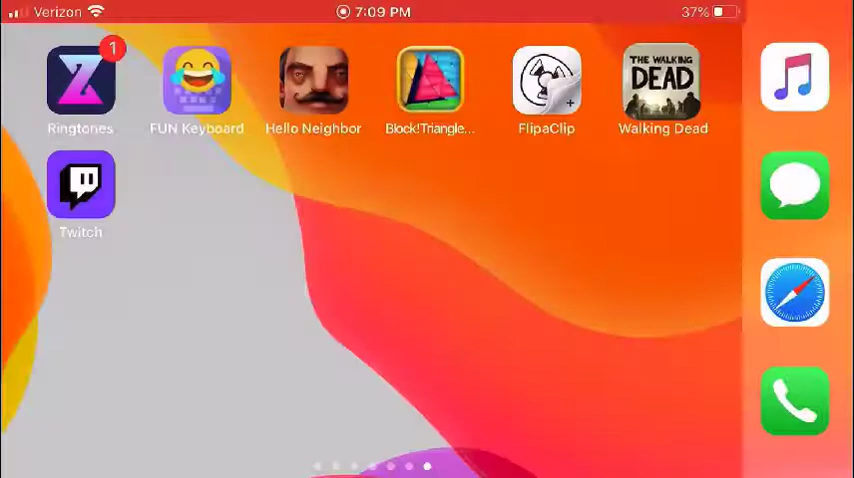 Verizon 7:09 PM 37%
1
THE WALKING
DEAD
Ringtones FUN Keyboard Hello Neighbor Block!Triangle... FlipaClip Walking Dead
Twitch